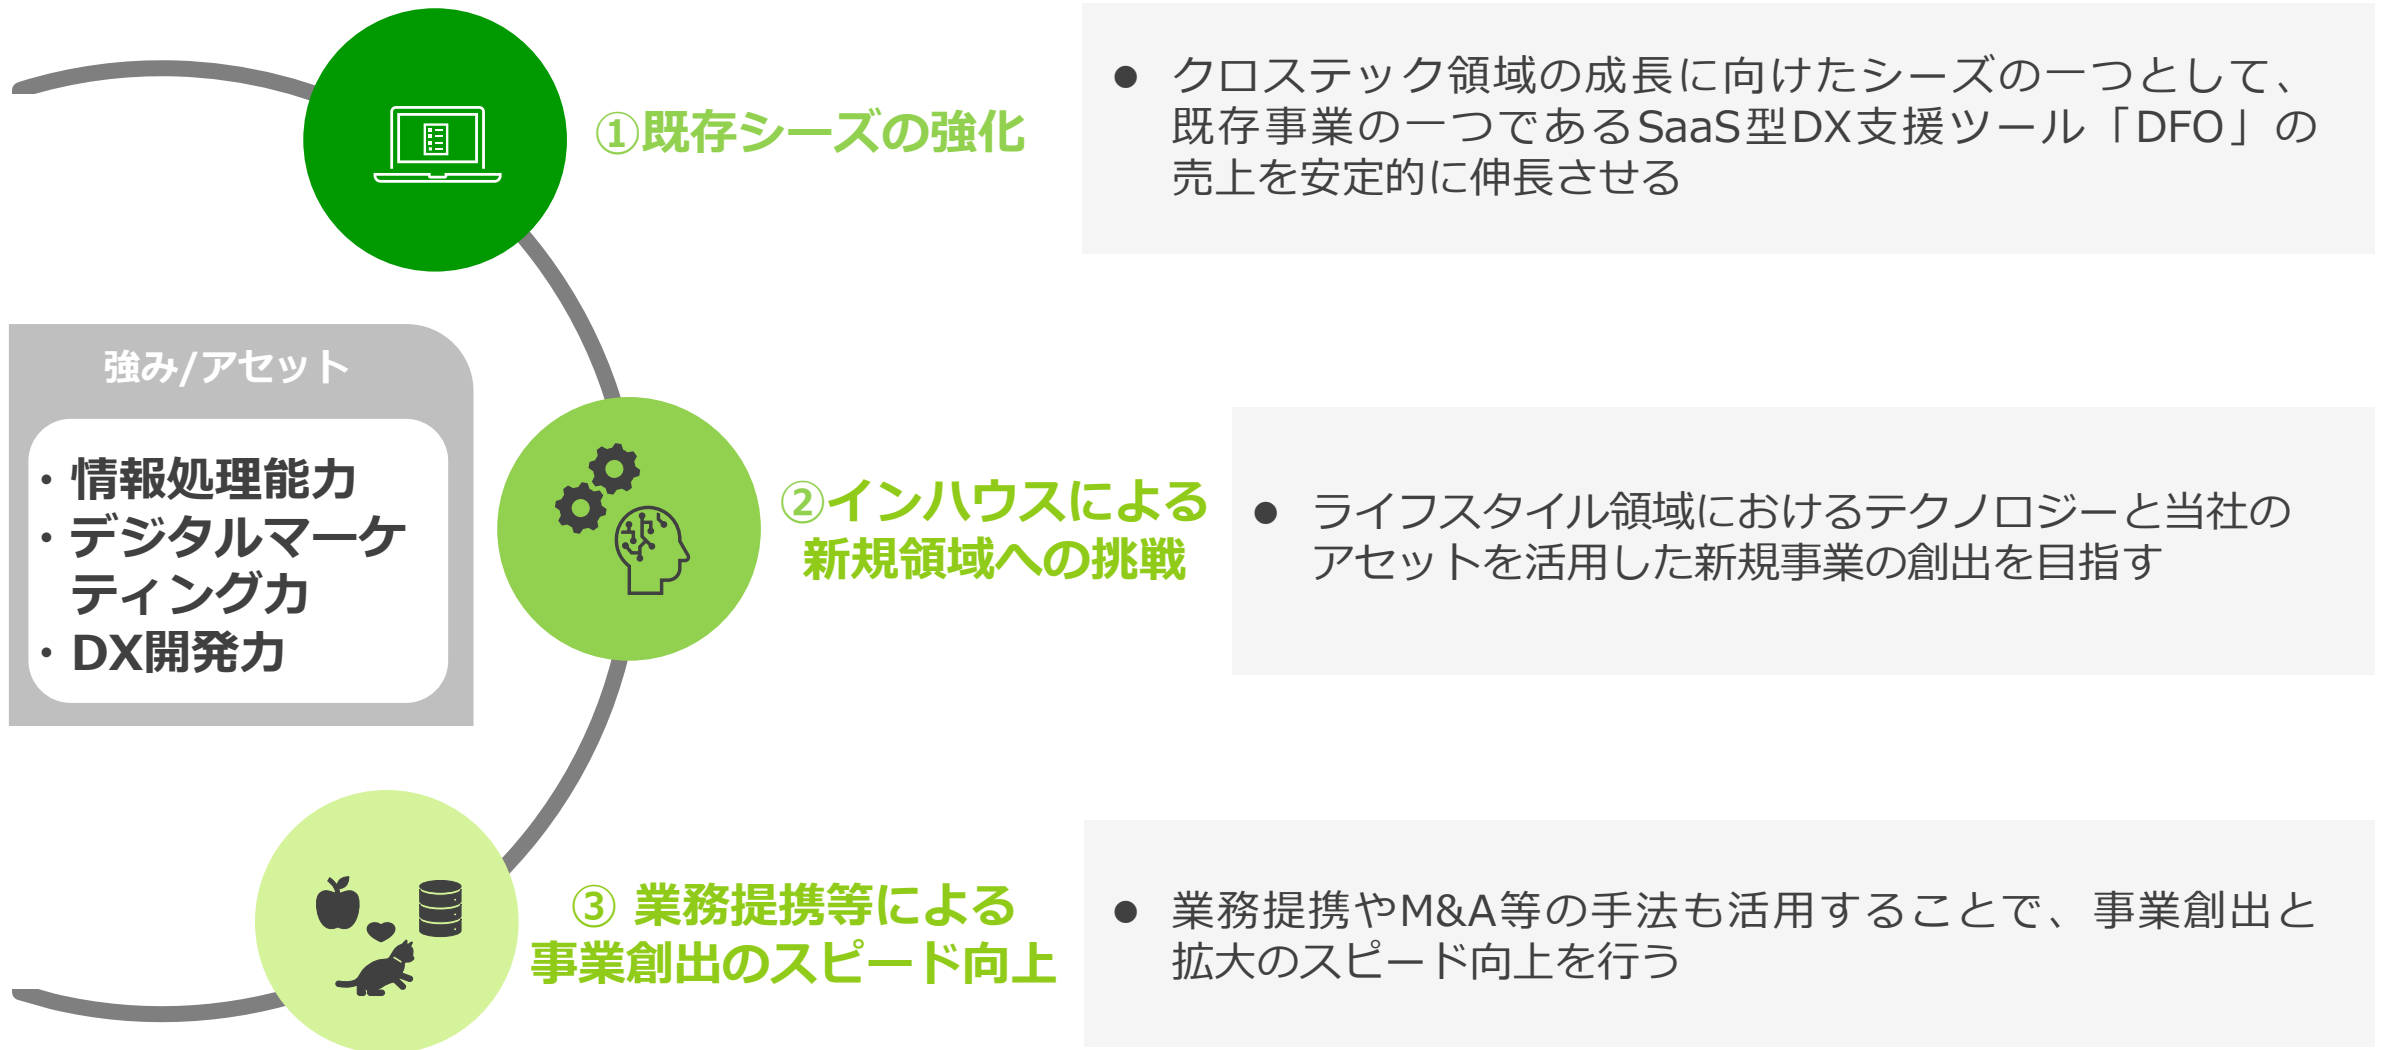 ①既存シーズの強化
● クロステック領域の成長に向けたシーズの一つとして、
既存事業の一つであるSaaS型DX支援ツール「DFO」の
売上を安定的に伸長させる
強み/アセット
・情報処理能力
・デジタルマーケ
ティング力
・DX開発力
②インハウスによる
新規領域への挑戦
● ライフスタイル領域におけるテクノロジーと当社の
アセットを活用した新規事業の創出を目指す
③ 業務提携等による
事業創出のスピード向上
● 業務提携やM&A等の手法も活用することで、事業創出と
拡大のスピード向上を行う